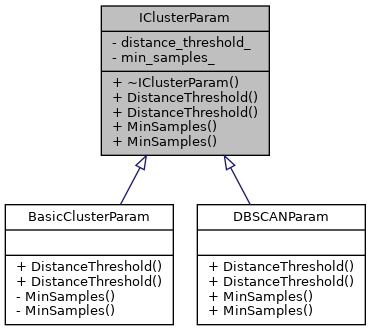 IClusterParam
- distance_threshold_
- min_samples_
+ ~IClusterParam()
+ DistanceThreshold()
+ DistanceThreshold()
+ MinSamples()
+ MinSamples()
BasicClusterParam
+ DistanceThreshold()
+ DistanceThreshold()
- MinSamples()
- MinSamples()
DBSCANParam
+ DistanceThreshold()
+ DistanceThreshold()
+ MinSamples()
+ MinSamples()